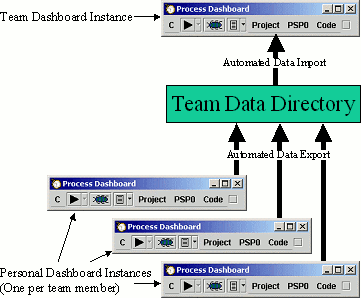 Process Dashboard
Team Dashboard Instance
C Project PSP0 Code
Automated Data Import
Team Data Directory
Automated Data Export
Process Dashboard
C Project PSP0 Code
Process Dashboard
C Project PSP0 Code
Personal Dashboard Instances
(One per team member)
Process Dashboard
C Project PSP0 Code